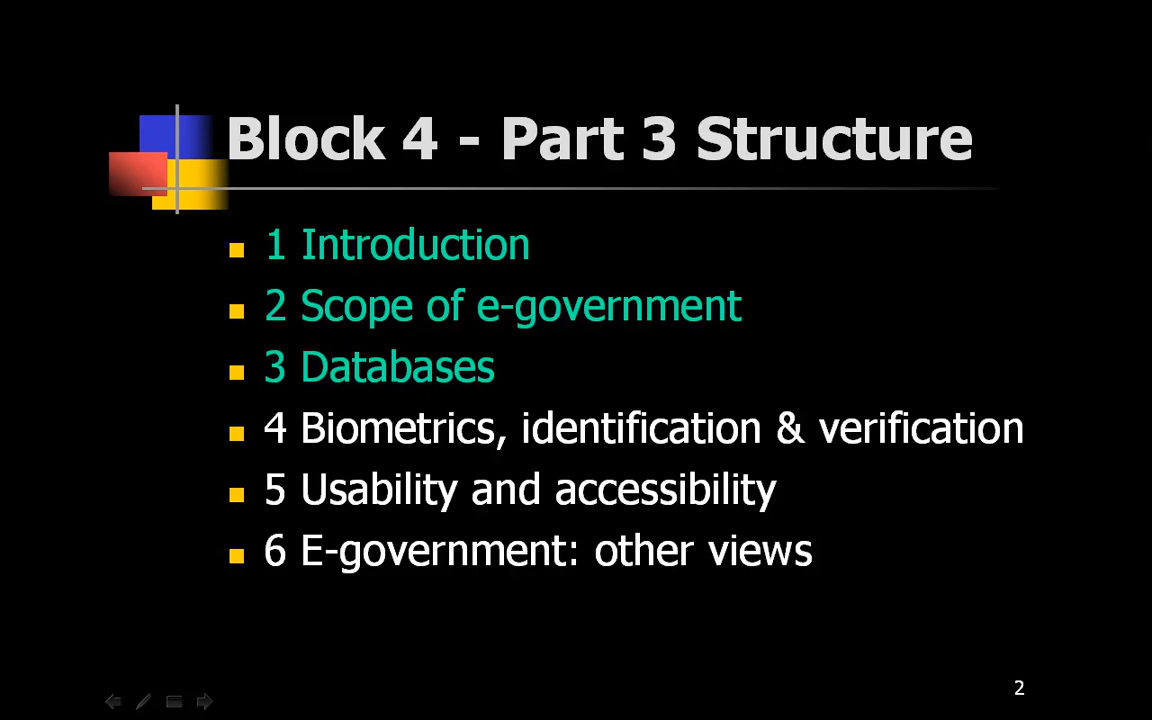 Block 4 - Part 3 Structure
1 Introduction
2 Scope of e-government
3 Databases
4 Biometrics, identification & verification
5 Usability and accessibility
6 E-government: other views
2